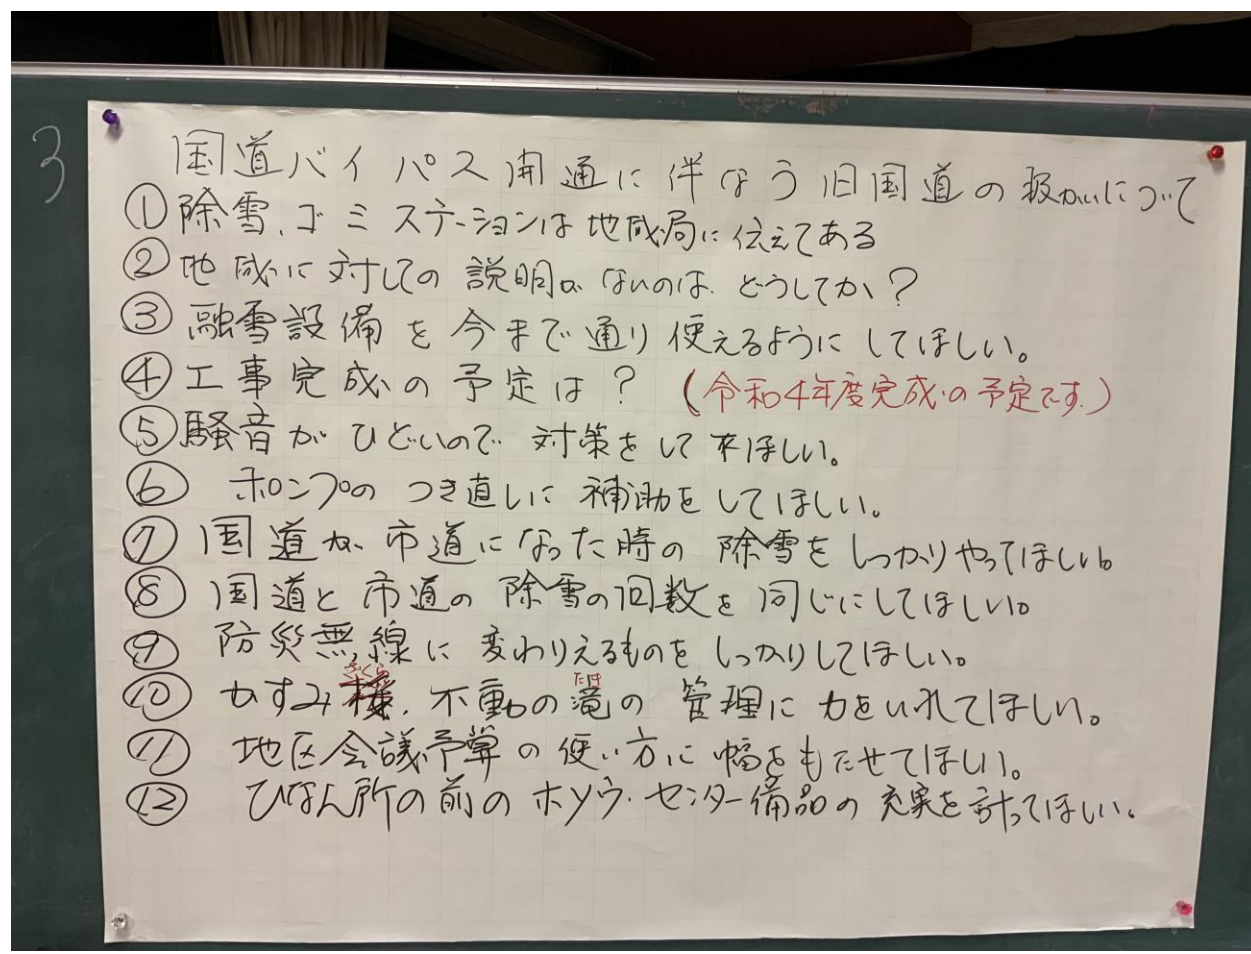 3
国道バイパス開通に伴なう旧国道の扱かいについて
① 除雪、ゴミステーションは地域局に伝えてある
② 地域に対しての説明がないのは、どうしてか？
③ 融雪設備を今まで通り使えるようにしてほしい。
④ 工事完成の予定は？ (令和4年度完成の予定です。)
⑤ 騒音がひどいので対策をして来ほしい。
⑥ ポンプのつき直しに補助をしてほしい。
⑦ 国道が市道になった時の除雪をしっかりやってほしい。
⑧ 国道と市道の除雪の回数を同じにしてほしい。
⑨ 防災無線に変わりえるものをしっかりしてほしい。
ざくら たき
⑩ かすみ桜、不動の滝の管理に力をいれてほしい。
⑪ 地区会議予算の使い方に幅をもたせてほしい。
⑫ ひなん所の前のホソウ・センター備品の充実を計ってほしい。